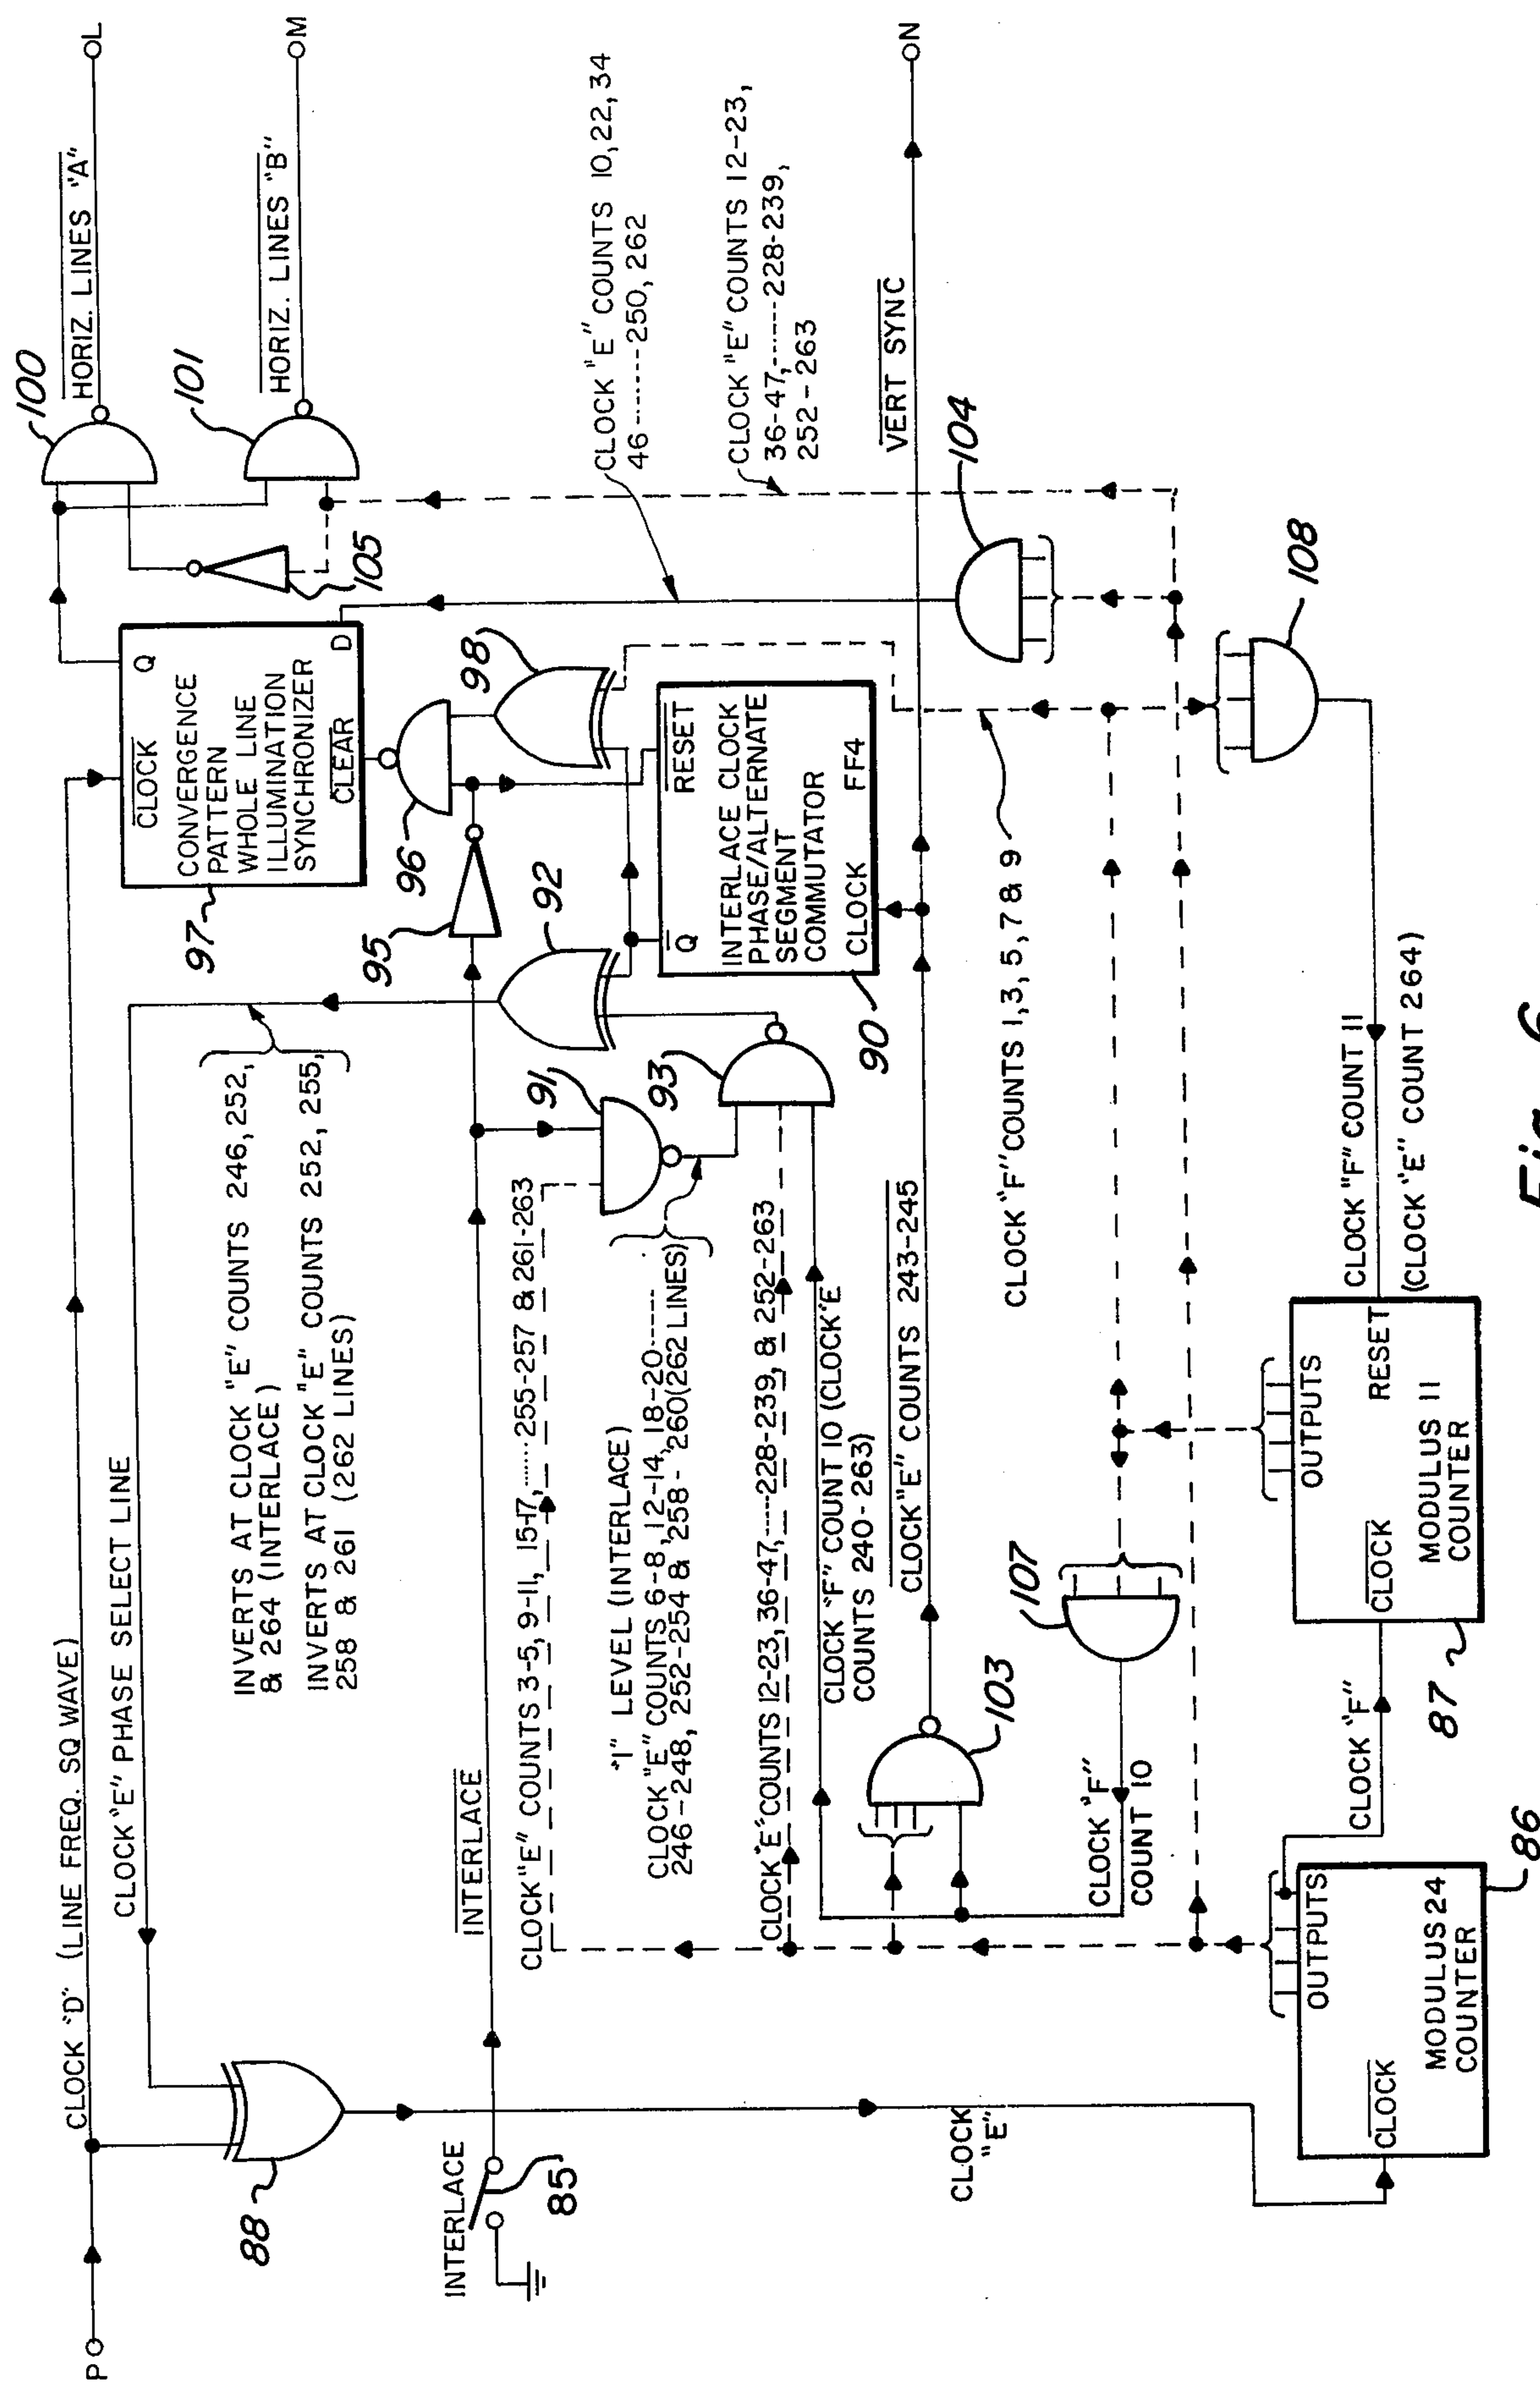 P
CLOCK "D" (LINE FREQ. SQ WAVE)
CLOCK "E" PHASE SELECT LINE
88
INTERLACE
85
INTERLACE
CLOCK "E"
INVERTS AT CLOCK "E" COUNTS 246, 252,
& 264 (INTERLACE)
INVERTS AT CLOCK "E" COUNTS 252, 255,
258 & 261 (262 LINES)
CLOCK "E" COUNTS 3-5, 9-11, 15-17,------255-257 & 261-263
"1" LEVEL (INTERLACE)
CLOCK "E" COUNTS 6-8, 12-14, 18-20-----
246-248, 252-254 & 258-260 (262 LINES)
CLOCK "E" COUNTS 12-23, 36-47,----228-239, & 252-263
CLOCK "F" COUNT 10 (CLOCK "E
COUNTS 240-263)
CLOCK "E" COUNTS 243-245
91
93
92
95
96
98
97
CLOCK
Q
CONVERGENCE
PATTERN
WHOLE LINE
ILLUMINATION
SYNCHRONIZER
CLEAR
D
Q
RESET
INTERLACE CLOCK
PHASE/ALTERNATE
SEGMENT
COMMUTATOR
CLOCK
FF4
90
100
HORIZ. LINES "A"
L
101
HORIZ. LINES "B"
M
105
CLOCK "E" COUNTS 10, 22, 34
46-------250, 262
CLOCK "E" COUNTS 12-23,
36-47,------228-239,
252-263
VERT SYNC
N
104
108
103
107
CLOCK "F"
COUNT 10
CLOCK "F" COUNTS 1, 3, 5, 7 & 9
CLOCK "F" COUNT 11
(CLOCK "E" COUNT 264)
OUTPUTS
CLOCK
MODULUS 24
COUNTER
86
CLOCK "F"
OUTPUTS
CLOCK
RESET
MODULUS 11
COUNTER
87
Fig. 6